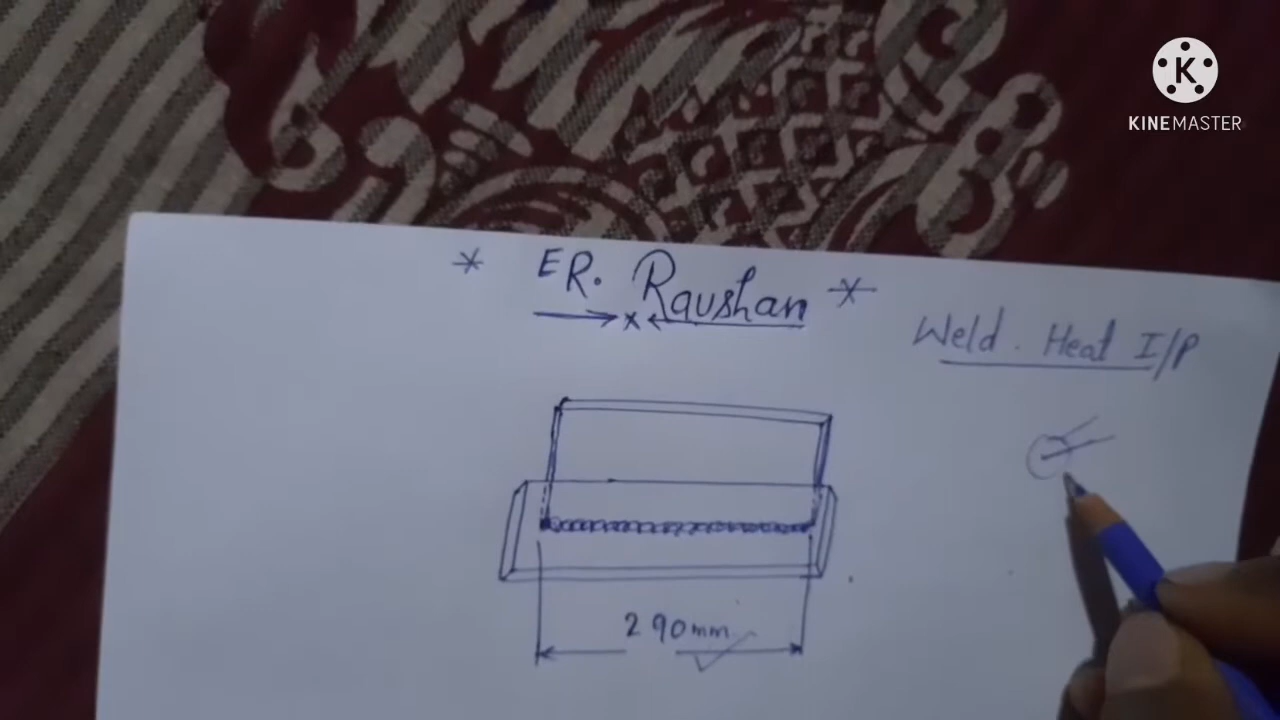 * ER. Raushan *
Weld. Heat I/P
290mm
K
KINEMASTER